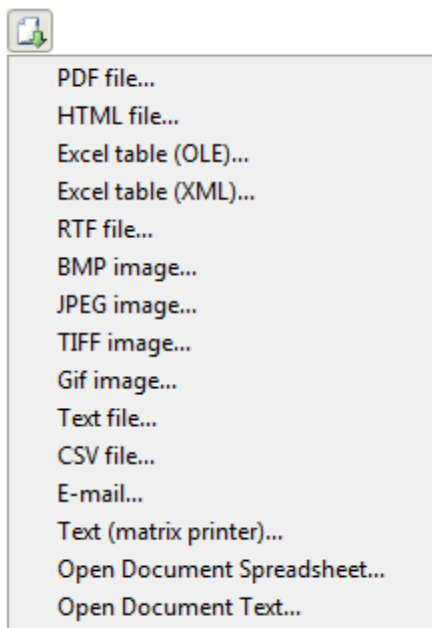 PDF file...
HTML file...
Excel table (OLE)...
Excel table (XML)...
RTF file...
BMP image...
JPEG image...
TIFF image...
Gif image...
Text file...
CSV file...
E-mail...
Text (matrix printer)...
Open Document Spreadsheet...
Open Document Text...